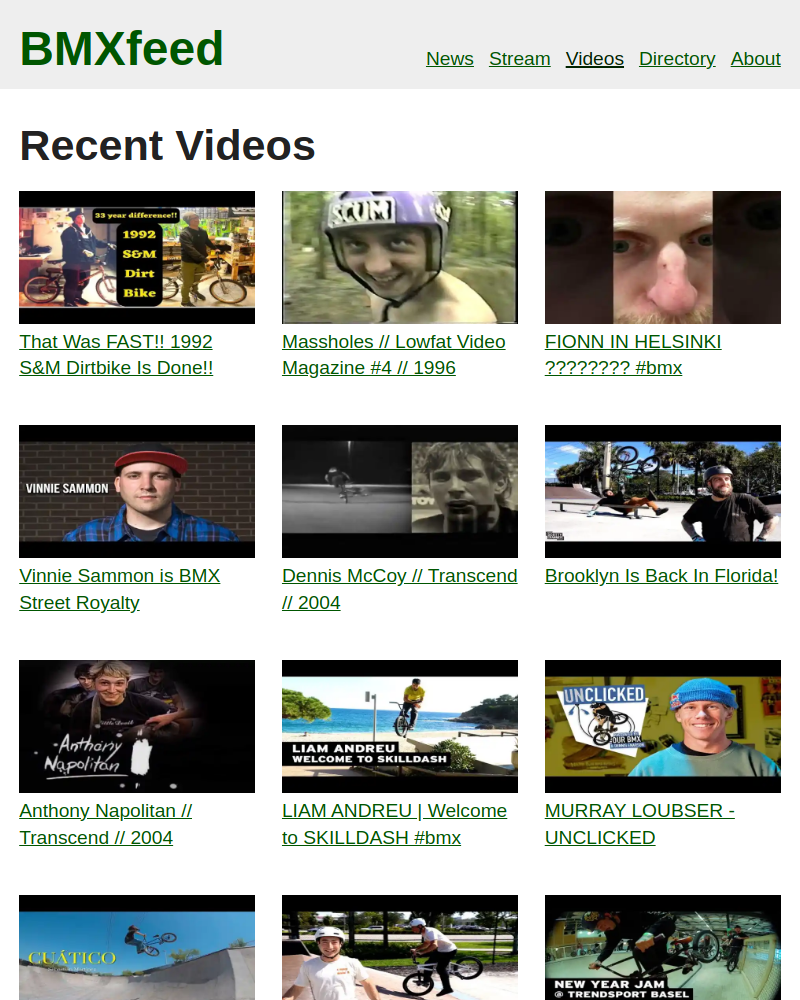 BMXfeed
News Stream Videos Directory About
Recent Videos
33 year difference!!
1992
S&M
Dirt
Bike
SCUM
That Was FAST!! 1992
S&M Dirtbike Is Done!!
Massholes // Lowfat Video
Magazine #4 // 1996
FIONN IN HELSINKI
???????? #bmx
VINNIE SAMMON
Vinnie Sammon is BMX
Street Royalty
Dennis McCoy // Transcend
// 2004
Brooklyn Is Back In Florida!
Anthony
Napolitan
LIAM ANDREU
WELCOME TO SKILLDASH
UNCLICKED
OUR BMX
Anthony Napolitan //
Transcend // 2004
LIAM ANDREU | Welcome
to SKILLDASH #bmx
MURRAY LOUBSER -
UNCLICKED
CUÁTICO
NEW YEAR JAM
@ TRENDSPORT BASEL